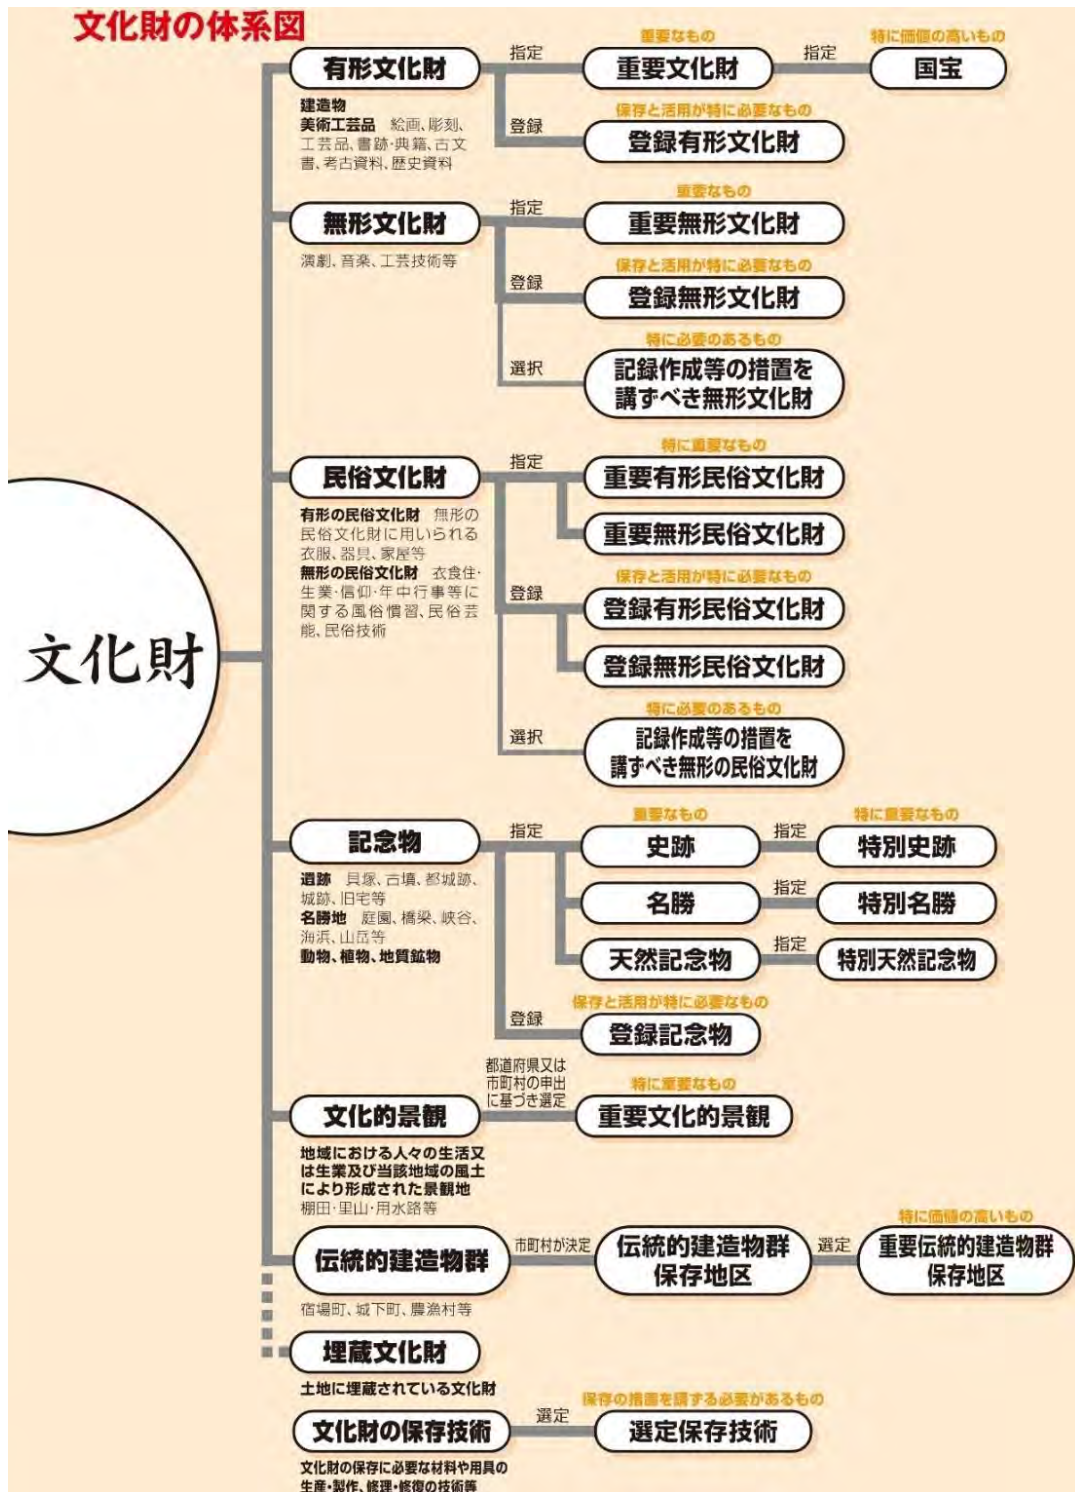 文化財の体系図
文化財
有形文化財
建造物
美術工芸品 絵画、彫刻、
工芸品、書跡・典籍、古文
書、考古資料、歴史資料
指定
重要なもの
重要文化財
指定
特に価値の高いもの
国宝
登録
保存と活用が特に必要なもの
登録有形文化財
無形文化財
演劇、音楽、工芸技術等
指定
重要なもの
重要無形文化財
登録
保存と活用が特に必要なもの
登録無形文化財
選択
特に必要のあるもの
記録作成等の措置を
講ずべき無形文化財
民俗文化財
有形の民俗文化財 無形の
民俗文化財に用いられる
衣服、器具、家屋等
無形の民俗文化財 衣食住・
生業・信仰・年中行事等に
関する風俗慣習、民俗芸
能、民俗技術
指定
特に重要なもの
重要有形民俗文化財
重要無形民俗文化財
登録
保存と活用が特に必要なもの
登録有形民俗文化財
登録無形民俗文化財
選択
特に必要のあるもの
記録作成等の措置を
講ずべき無形の民俗文化財
記念物
遺跡 貝塚、古墳、都城跡、
城跡、旧宅等
名勝地 庭園、橋梁、峡谷、
海浜、山岳等
動物、植物、地質鉱物
指定
重要なもの
史跡
指定
特に重要なもの
特別史跡
名勝
指定
特別名勝
天然記念物
指定
特別天然記念物
登録
保存と活用が特に必要なもの
登録記念物
文化的景観
地域における人々の生活又
は生業及び当該地域の風土
により形成された景観地
棚田・里山・用水路等
都道府県又は
市町村の申出
に基づき選定
特に重要なもの
重要文化的景観
伝統的建造物群
宿場町、城下町、農漁村等
市町村が決定
伝統的建造物群
保存地区
選定
特に価値の高いもの
重要伝統的建造物群
保存地区
埋蔵文化財
土地に埋蔵されている文化財
文化財の保存技術
文化財の保存に必要な材料や用具の
生産・製作、修理・修復の技術等
選定
保存の措置を講ずる必要があるもの
選定保存技術